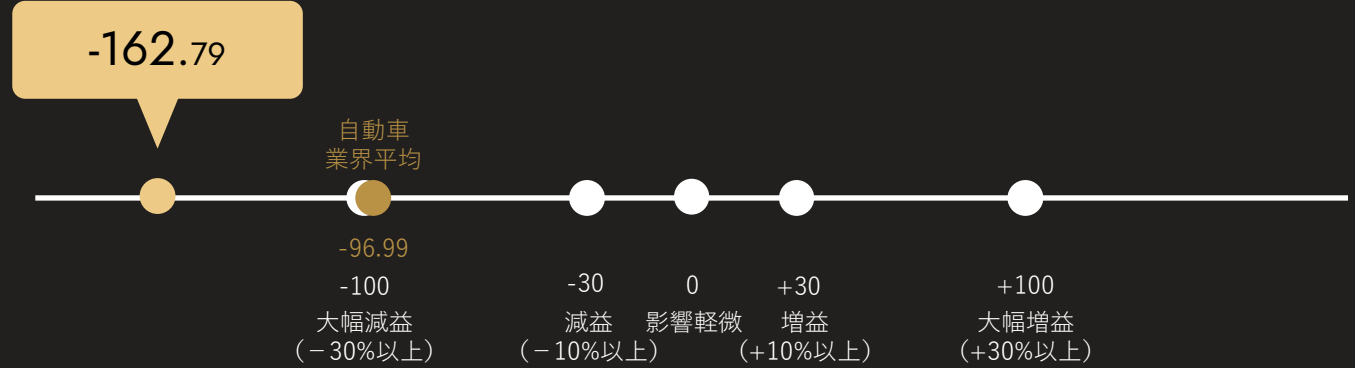 -162.79
自動車
業界平均
-96.99
-100
大幅減益
（－30%以上）
-30
減益
（－10%以上）
0
影響軽微
+30
増益
（+10%以上）
+100
大幅増益
（+30%以上）